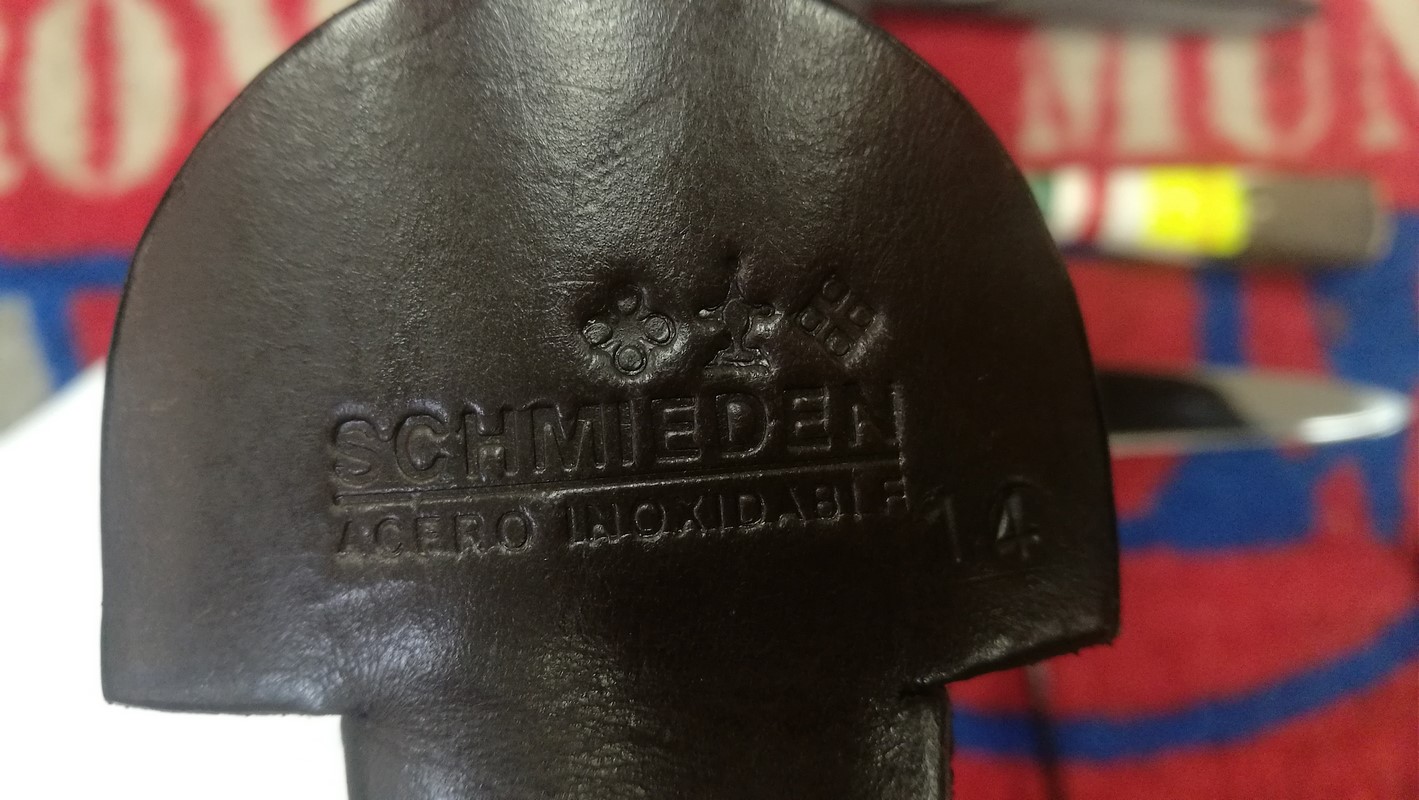 SCHMIEDEN
ACERO INOXIDABLE 14